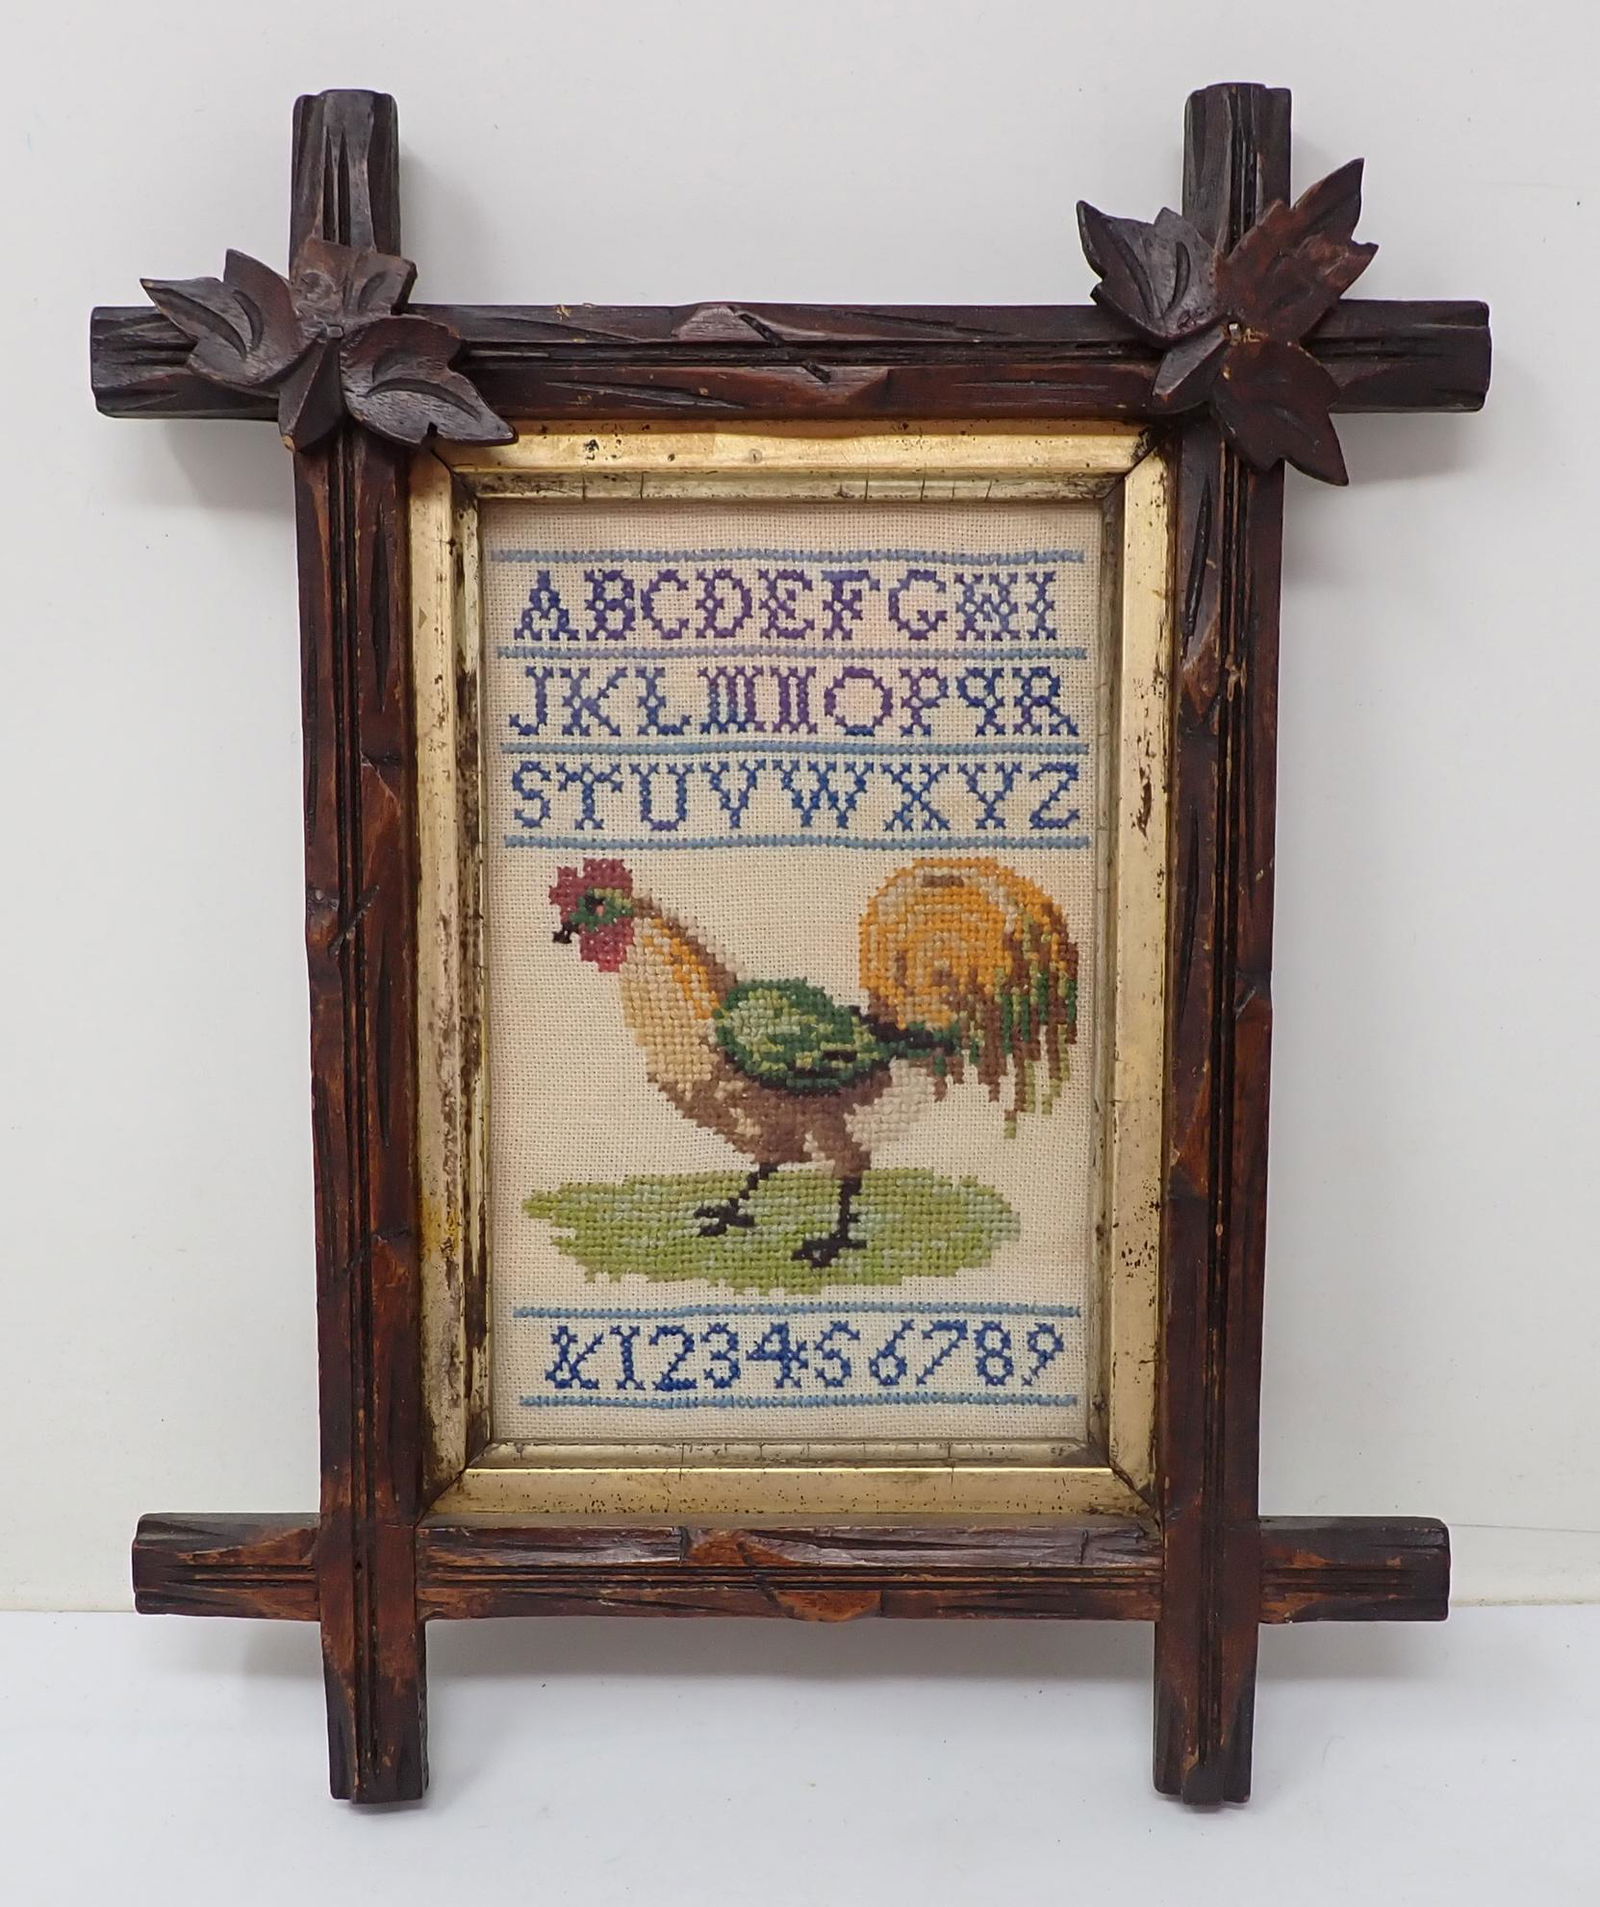 ABCDEFGHI
JKLMNOPQR
STUVWXYZ
&123456789